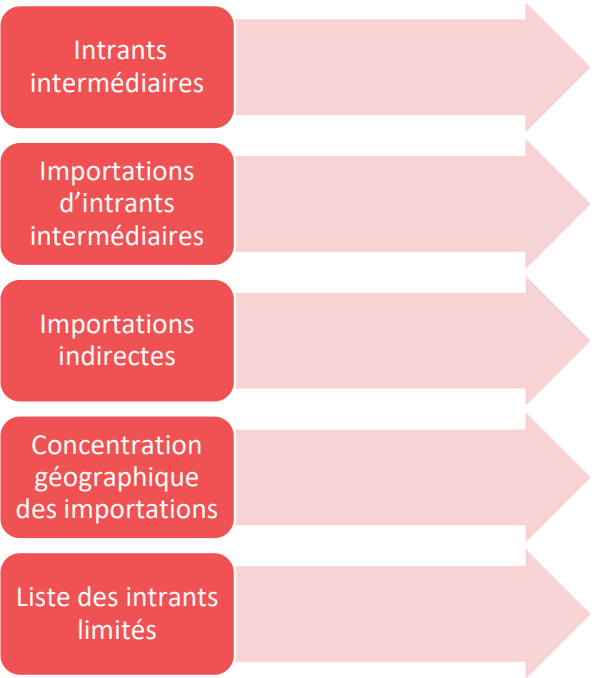 Intrants
intermédiaires
Importations
d’intrants
intermédiaires
Importations
indirectes
Concentration
géographique
des importations
Liste des intrants
limités